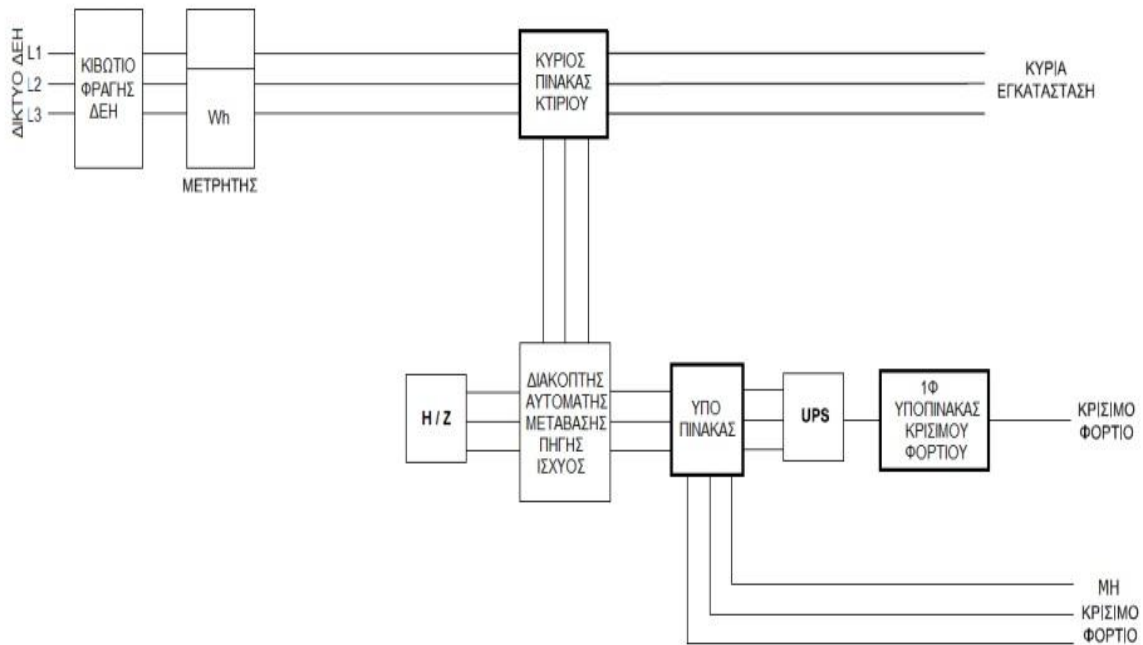 ΔΙΚΤΥΟ ΔΕΗ
L1
L2
L3
ΚΙΒΩΤΙΟ
ΦΡΑΓΗΣ
ΔΕΗ
Wh
ΜΕΤΡΗΤΗΣ
ΚΥΡΙΟΣ
ΠΙΝΑΚΑΣ
ΚΤΙΡΙΟΥ
ΚΥΡΙΑ
ΕΓΚΑΤΑΣΤΑΣΗ
Η / Ζ
ΔΙΑΚΟΠΤΗΣ
ΑΥΤΟΜΑΤΗΣ
ΜΕΤΑΒΑΣΗΣ
ΠΗΓΗΣ
ΙΣΧΥΟΣ
ΥΠΟ
ΠΙΝΑΚΑΣ
UPS
1Φ
ΥΠΟΠΙΝΑΚΑΣ
ΚΡΙΣΙΜΟΥ
ΦΟΡΤΙΟΥ
ΚΡΙΣΙΜΟ
ΦΟΡΤΙΟ
ΜΗ
ΚΡΙΣΙΜΟ
ΦΟΡΤΙΟ